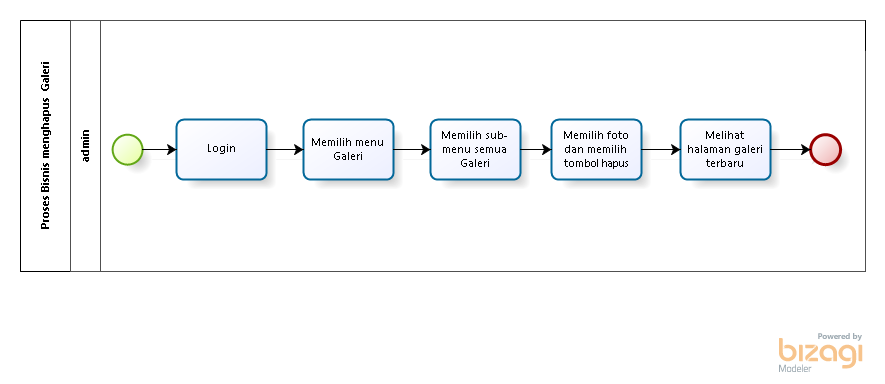 Proses Bisnis menghapus Galeri
admin
Login
Memilih menu
Galeri
Memilih sub-
menu semua
Galeri
Memilih foto
dan memilih
tombol hapus
Melihat
halaman galeri
terbaru
Powered by
bizagi
Modeler